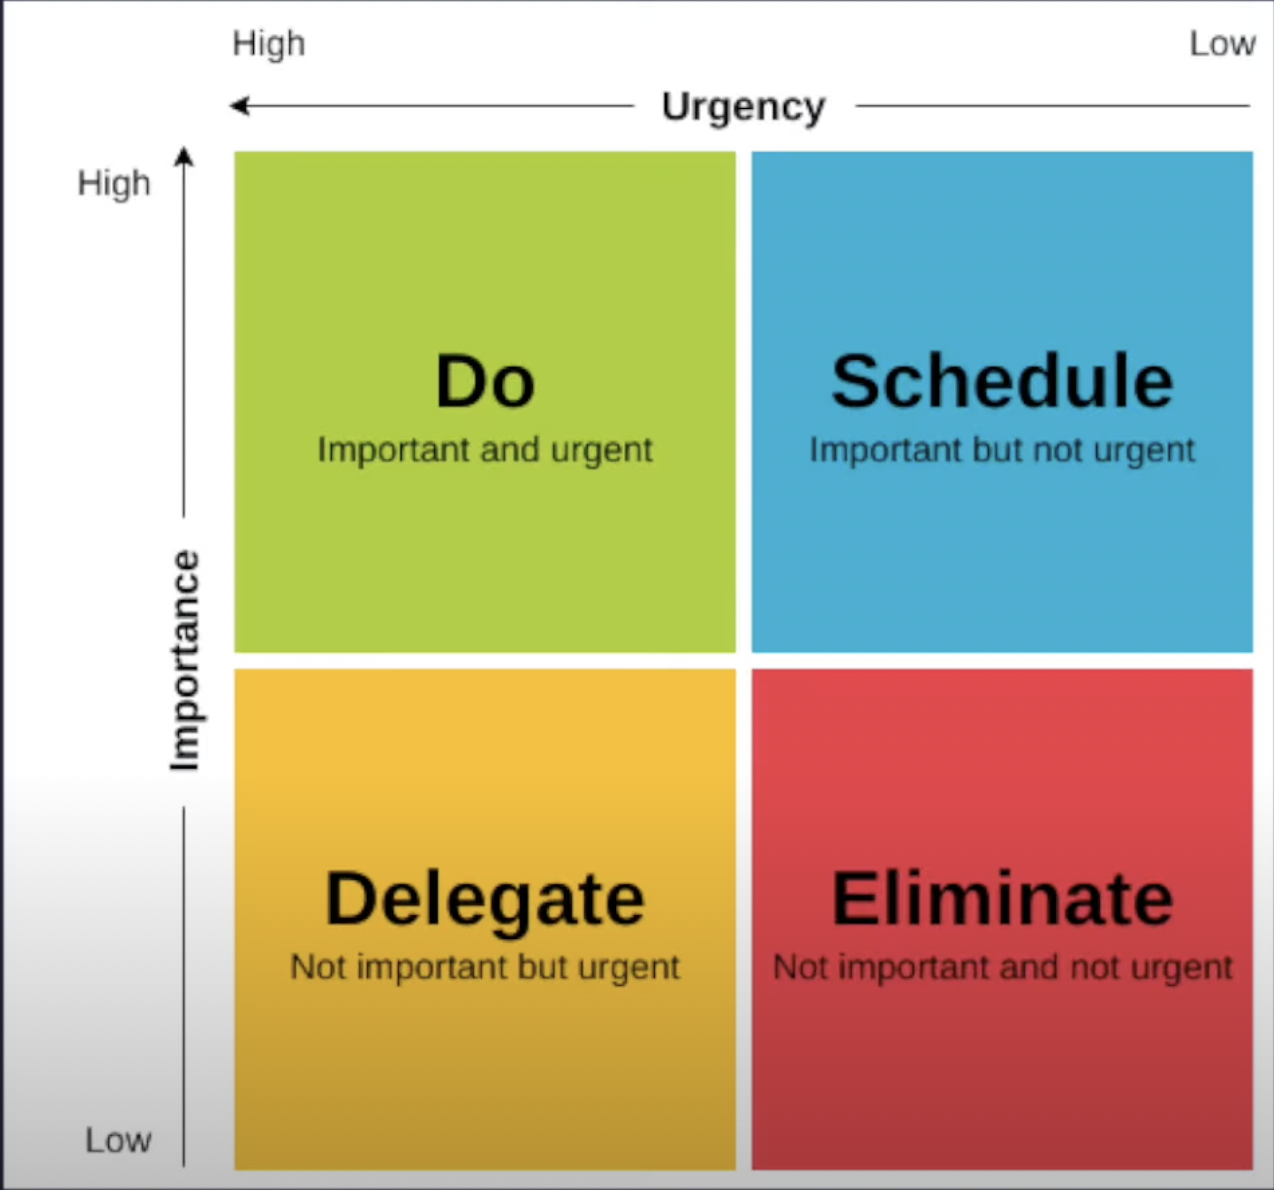 High
Low
Urgency
High
Do
Important and urgent
Schedule
Important but not urgent
Importance
Delegate
Not important but urgent
Eliminate
Not important and not urgent
Low